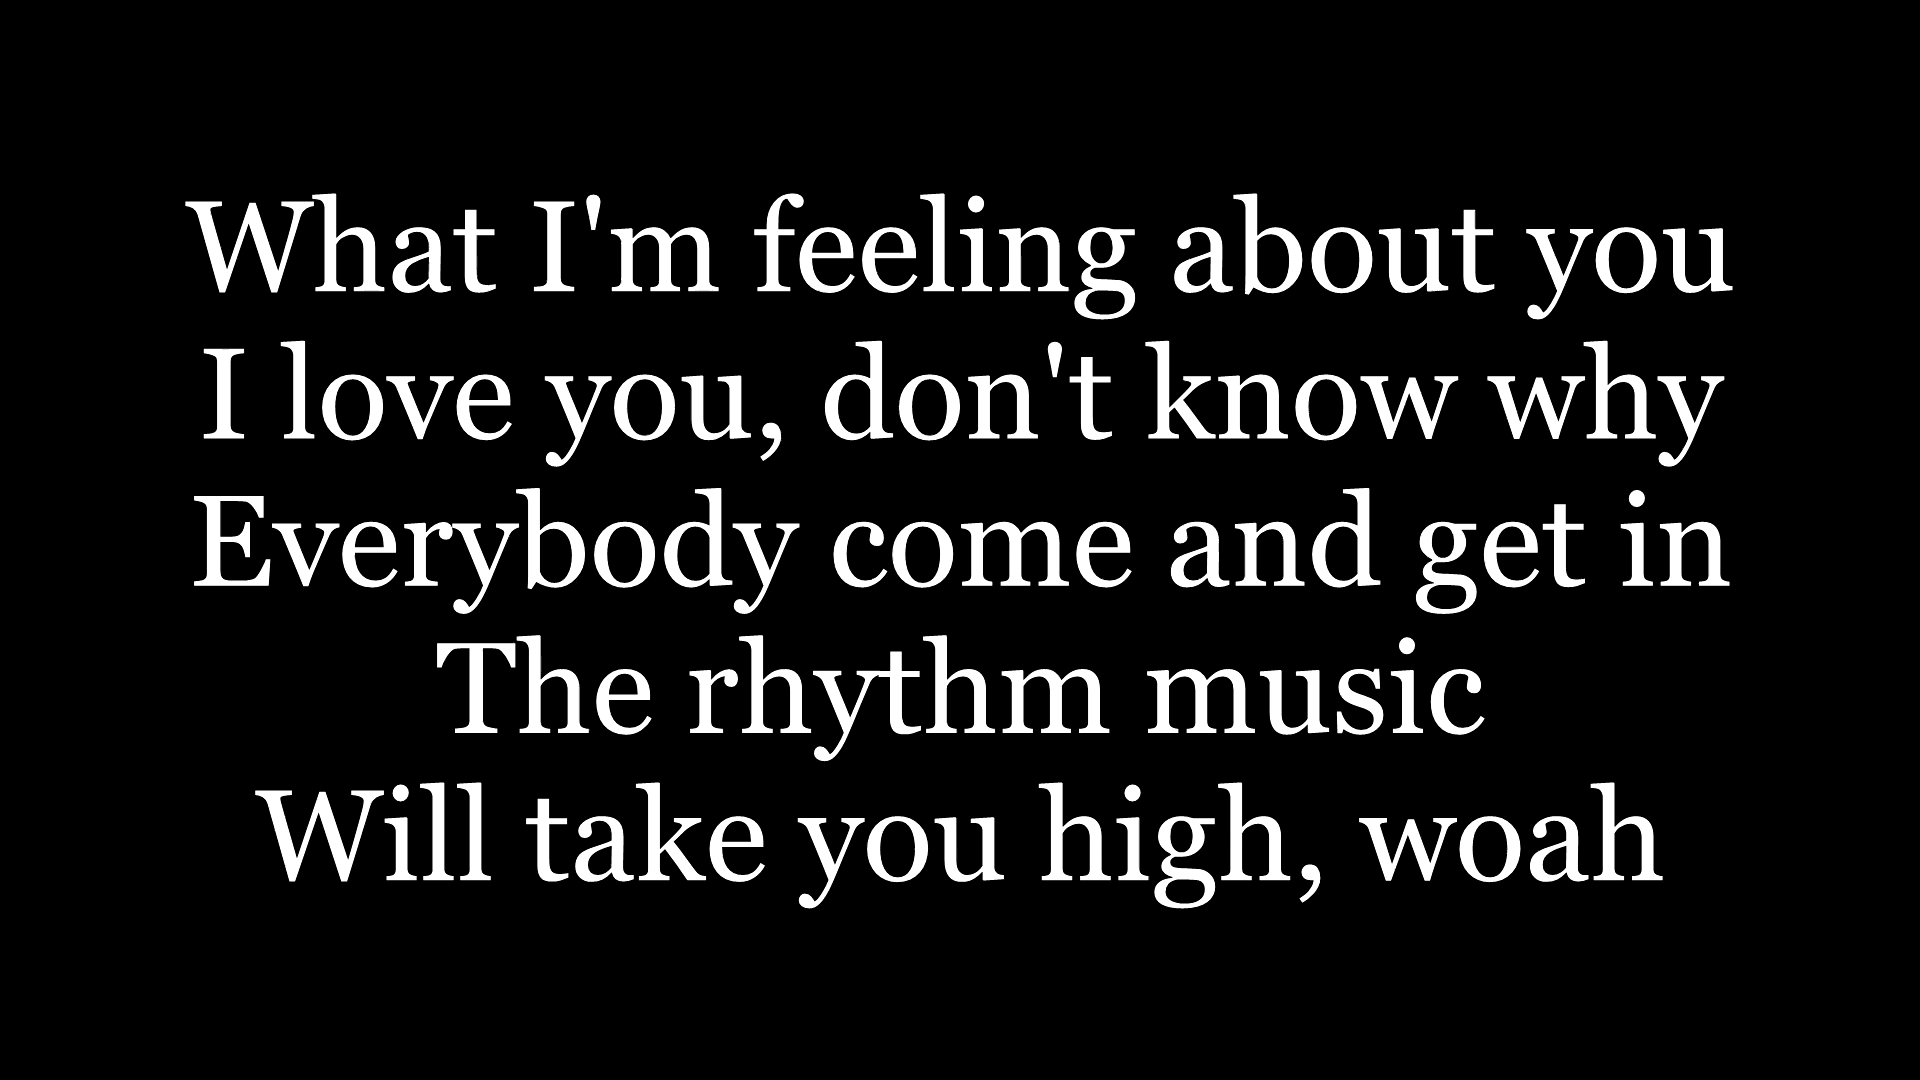 What I'm feeling about you
I love you, don't know why
Everybody come and get in
The rhythm music
Will take you high, woah